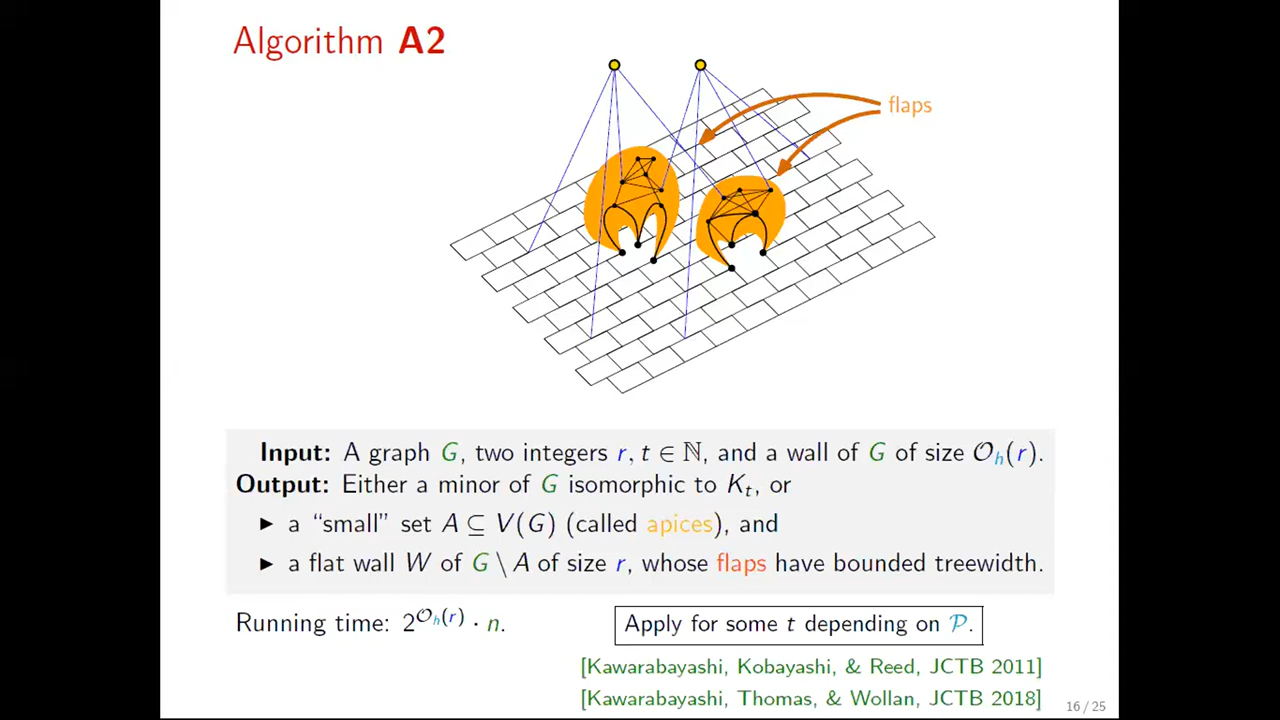 Algorithm A2
flaps
Input: A graph G, two integers r, t ∈ ℕ, and a wall of G of size 𝒪ₕ(r).
Output: Either a minor of G isomorphic to Kₜ, or
► a “small” set A ⊆ V(G) (called apices), and
► a flat wall W of G \ A of size r, whose flaps have bounded treewidth.
Running time: 2^{𝒪ₕ(r)} · n.
Apply for some t depending on 𝒫.
[Kawarabayashi, Kobayashi, & Reed, JCTB 2011]
[Kawarabayashi, Thomas, & Wollan, JCTB 2018]
16 / 25